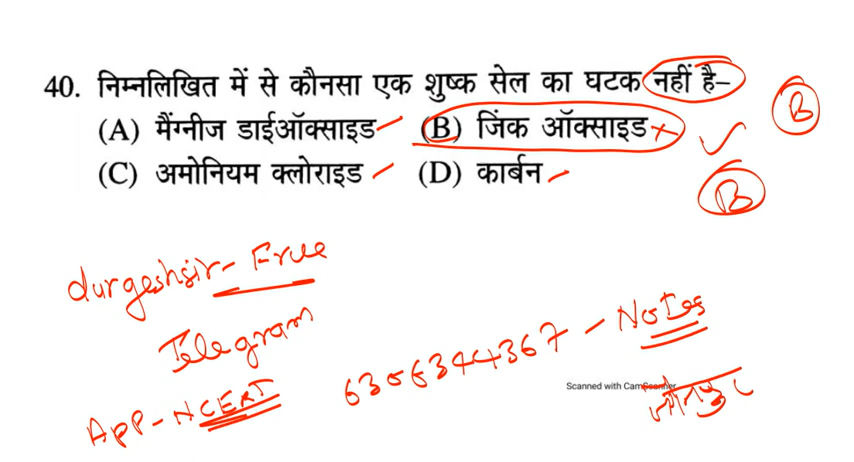 40. निम्नलिखित में से कौनसा एक शुष्क सेल का घटक नहीं है–
(A) मैंग्नीज डाईऑक्साइड (B) जिंक ऑक्साइड
(C) अमोनियम क्लोराइड (D) कार्बन
B
B
durgeshsir - Free
Telegram
6306344367 - Notes
Scanned with CamScanner
App - NCERT